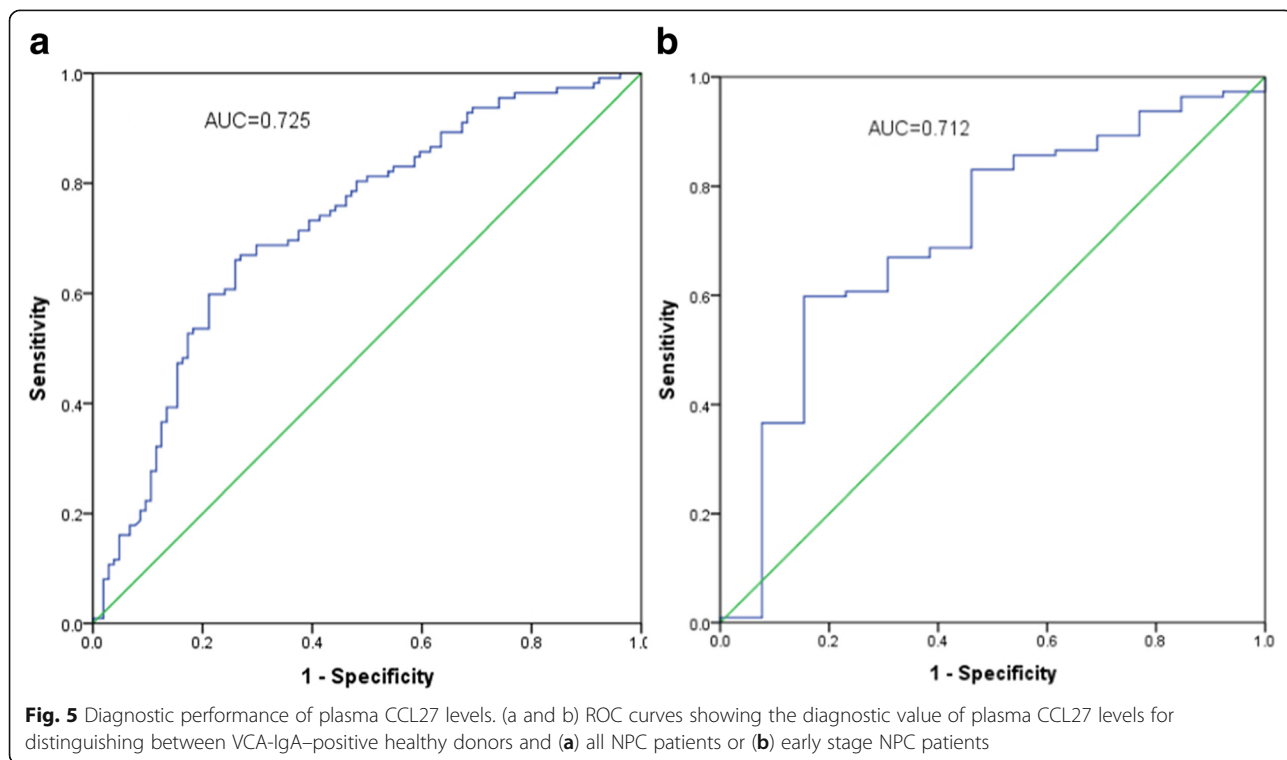 a
b
AUC=0.725
AUC=0.712
Sensitivity
1.0
0.8
0.6
0.4
0.2
0.0
0.0 0.2 0.4 0.6 0.8 1.0
1 - Specificity
Sensitivity
1.0
0.8
0.6
0.4
0.2
0.0
0.0 0.2 0.4 0.6 0.8 1.0
1 - Specificity
Fig. 5 Diagnostic performance of plasma CCL27 levels. (a and b) ROC curves showing the diagnostic value of plasma CCL27 levels for
distinguishing between VCA-IgA–positive healthy donors and (a) all NPC patients or (b) early stage NPC patients